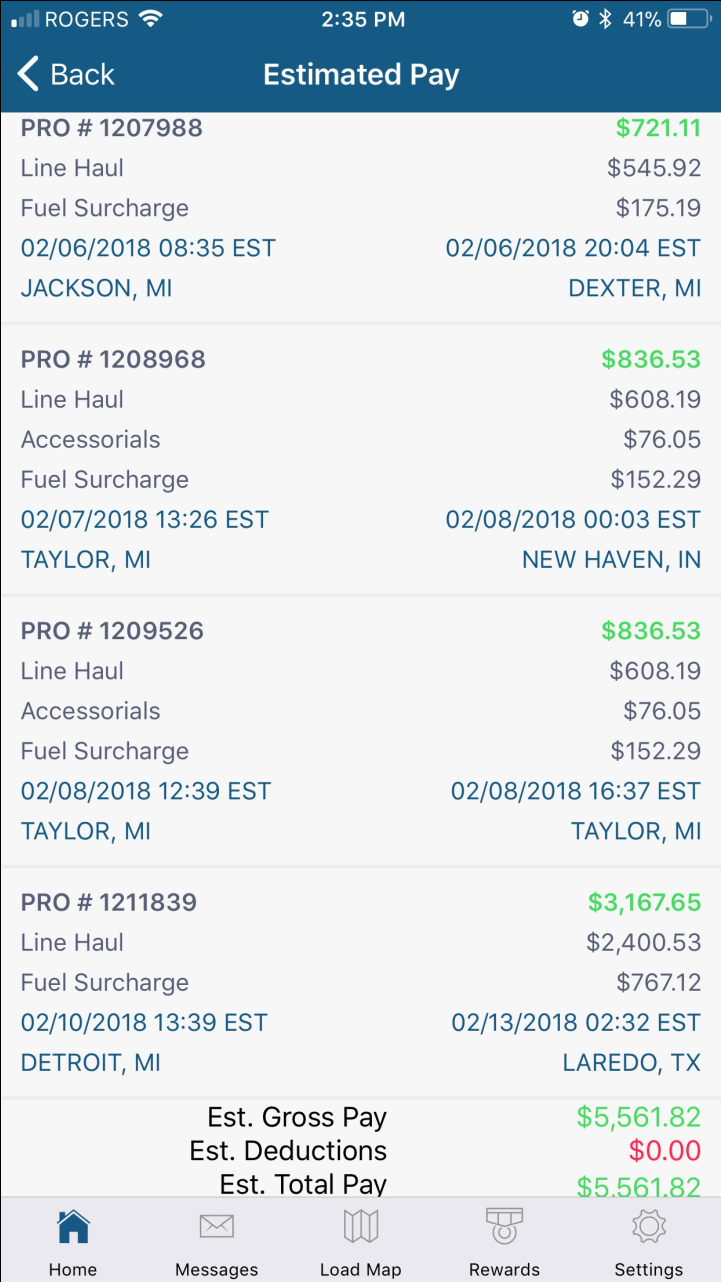 ROGERS 2:35 PM 41%
Back Estimated Pay
PRO # 1207988 $721.11
Line Haul $545.92
Fuel Surcharge $175.19
02/06/2018 08:35 EST 02/06/2018 20:04 EST
JACKSON, MI DEXTER, MI
PRO # 1208968 $836.53
Line Haul $608.19
Accessorials $76.05
Fuel Surcharge $152.29
02/07/2018 13:26 EST 02/08/2018 00:03 EST
TAYLOR, MI NEW HAVEN, IN
PRO # 1209526 $836.53
Line Haul $608.19
Accessorials $76.05
Fuel Surcharge $152.29
02/08/2018 12:39 EST 02/08/2018 16:37 EST
TAYLOR, MI TAYLOR, MI
PRO # 1211839 $3,167.65
Line Haul $2,400.53
Fuel Surcharge $767.12
02/10/2018 13:39 EST 02/13/2018 02:32 EST
DETROIT, MI LAREDO, TX
Est. Gross Pay $5,561.82
Est. Deductions $0.00
Est. Total Pay $5,561.82
Home Messages Load Map Rewards Settings